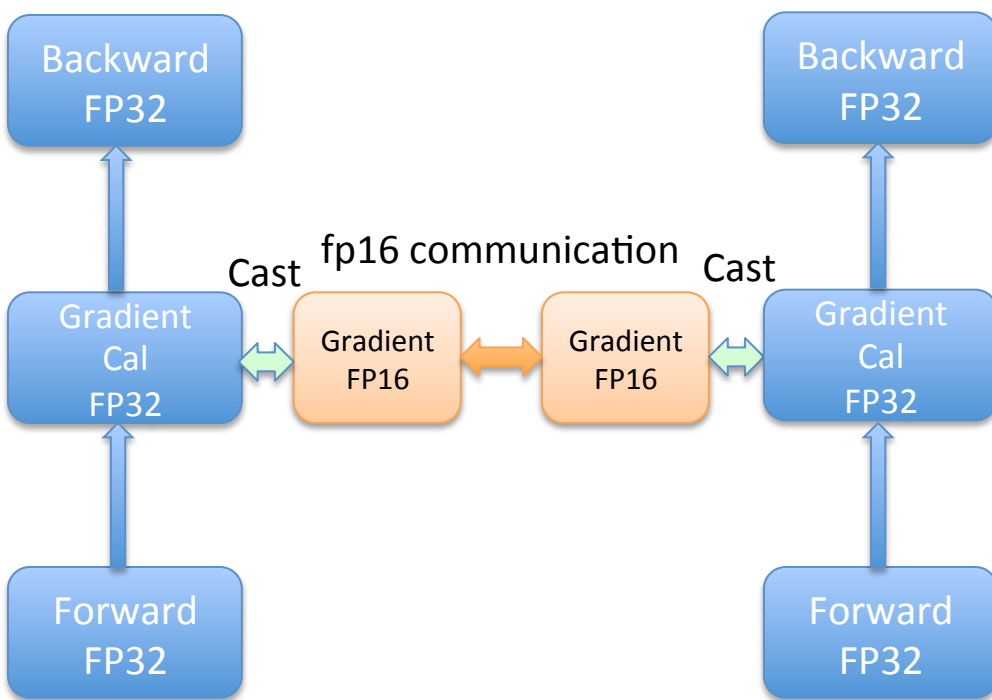 Backward
FP32
Backward
FP32
fp16 communication
Cast
Cast
Gradient
Cal
FP32
Gradient
FP16
Gradient
FP16
Gradient
Cal
FP32
Forward
FP32
Forward
FP32